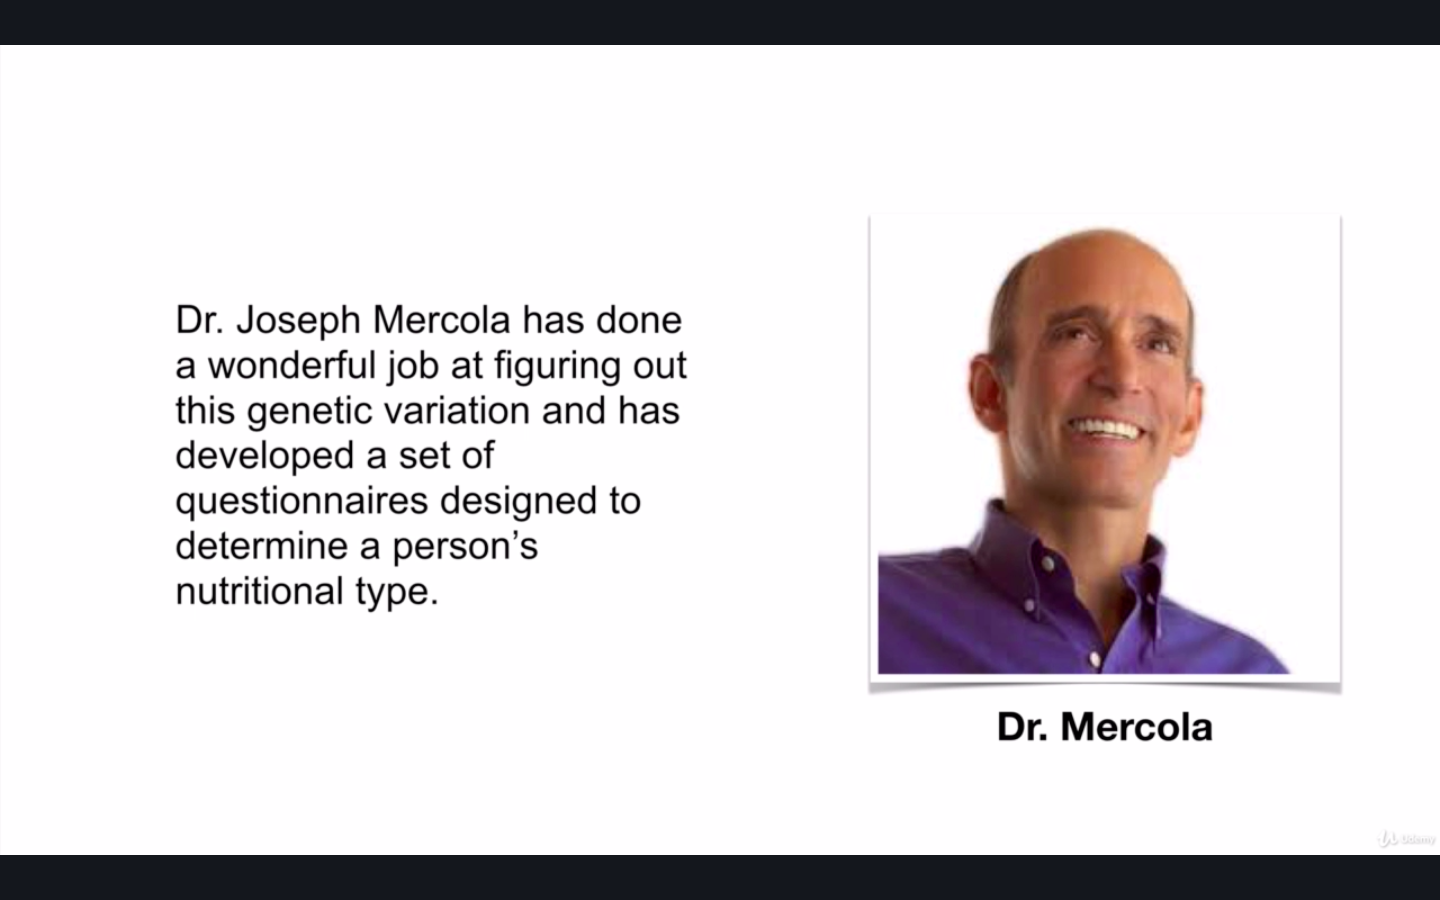 Dr. Joseph Mercola has done
a wonderful job at figuring out
this genetic variation and has
developed a set of
questionnaires designed to
determine a person’s
nutritional type.
Dr. Mercola
Udemy